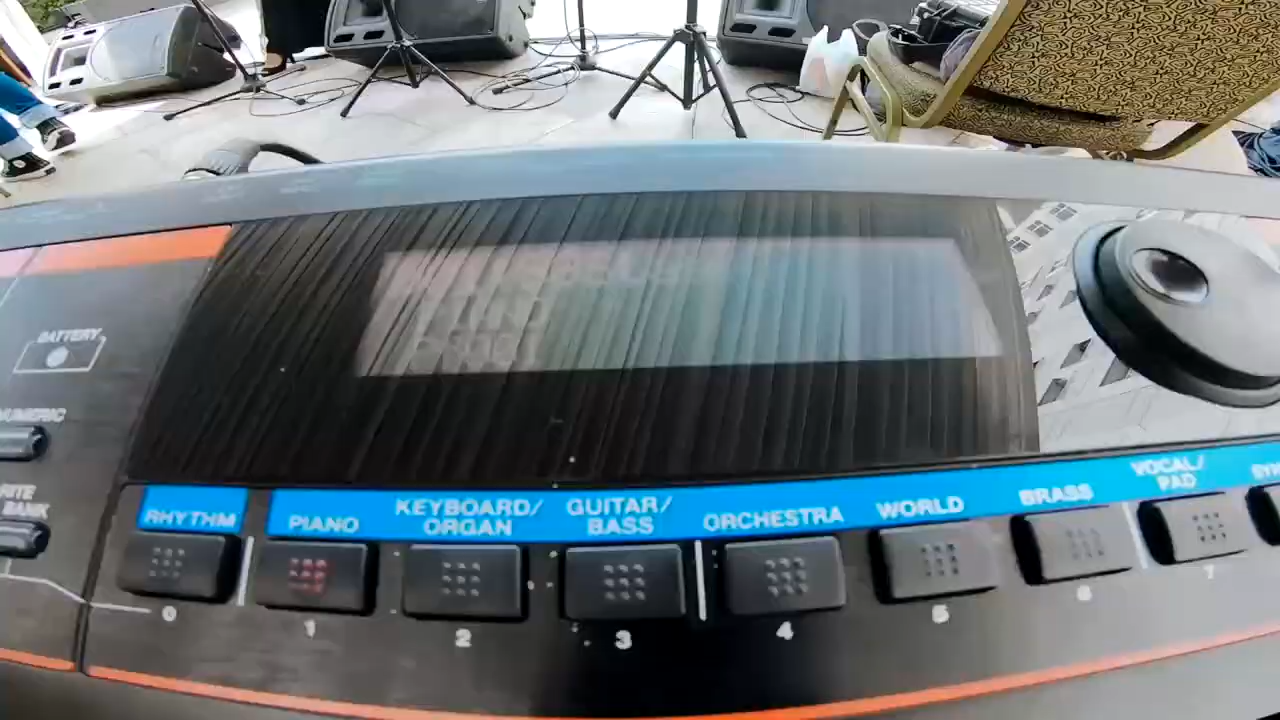 BATTERY
NUMERIC
BANK
RHYTHM
PIANO
KEYBOARD/
ORGAN
GUITAR/
BASS
ORCHESTRA
WORLD
BRASS
VOCAL/
PAD
0
1
2
3
4
5
6
7